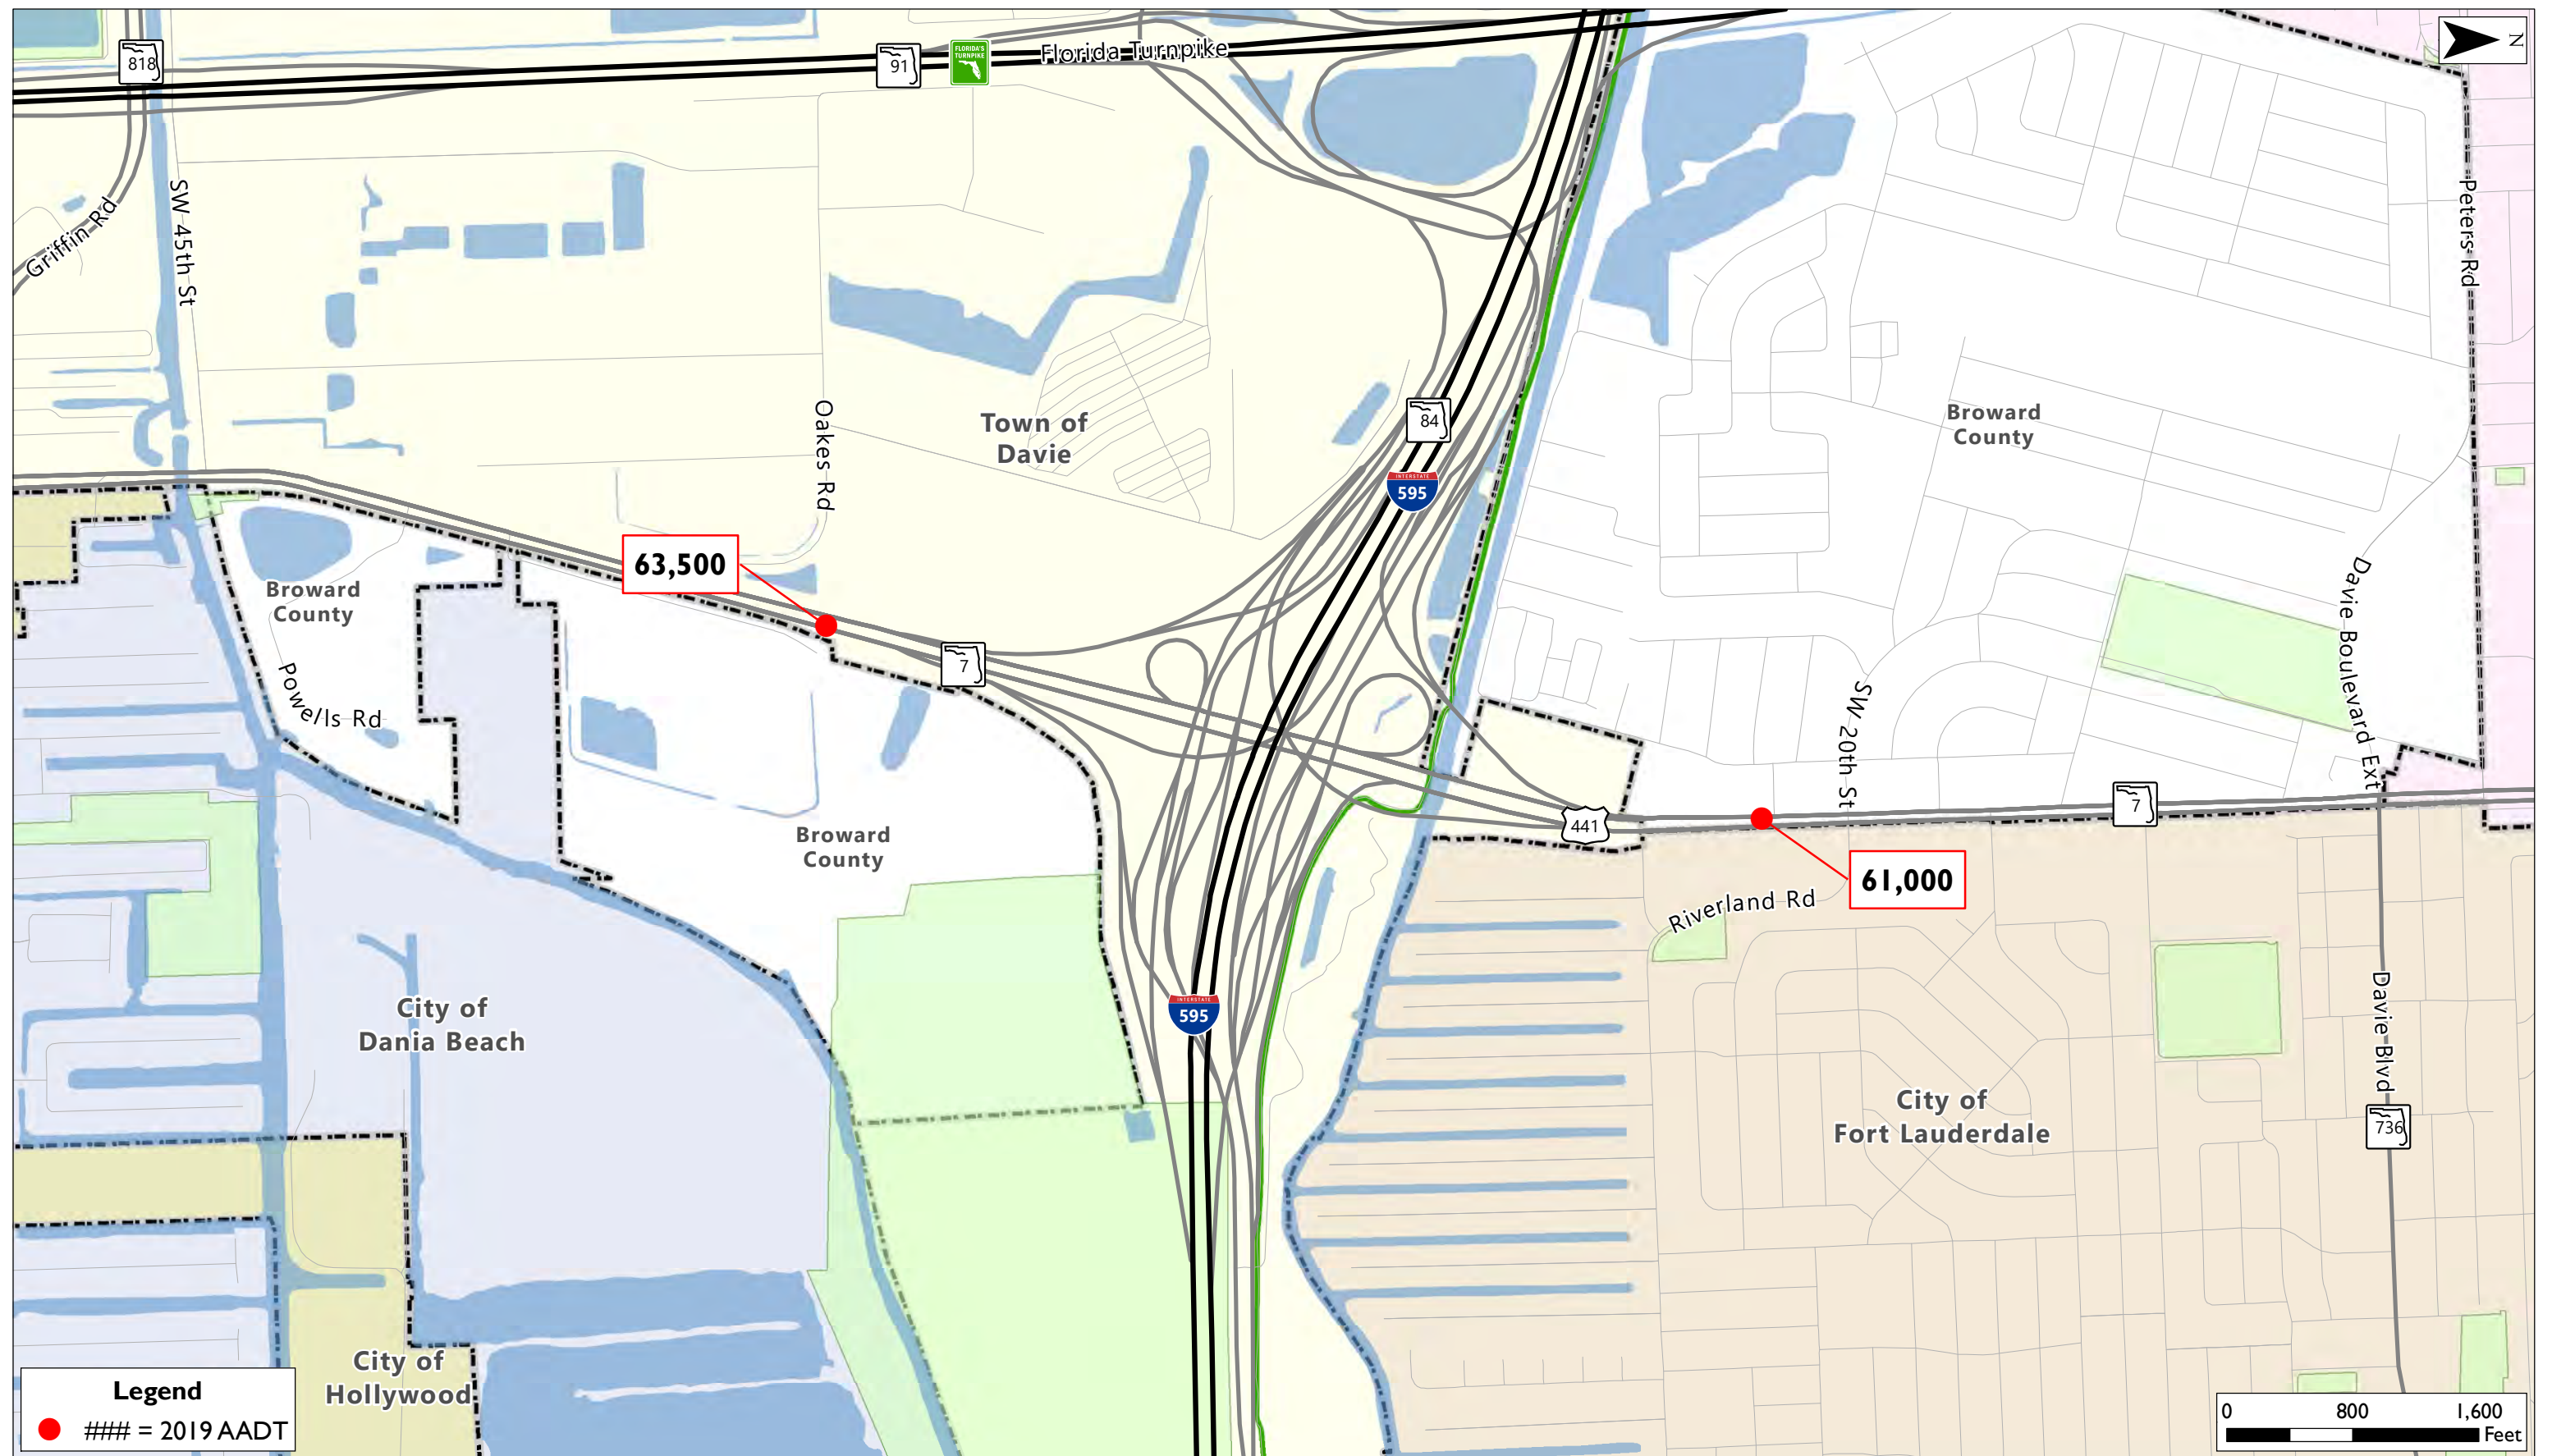 818
91
FLORIDA'S
TURNPIKE
Florida Turnpike
N
Griffin Rd
SW 45th St
Peters Rd
Oakes Rd
Town of
Davie
84
INTERSTATE
595
Broward
County
63,500
Broward
County
Powells Rd
7
Davie Boulevard Ext
SW 20th St
441
7
Broward
County
61,000
Riverland Rd
City of
Dania Beach
INTERSTATE
595
Davie Blvd
City of
Fort Lauderdale
736
City of
Hollywood
Legend
### = 2019 AADT
0 800 1,600
Feet